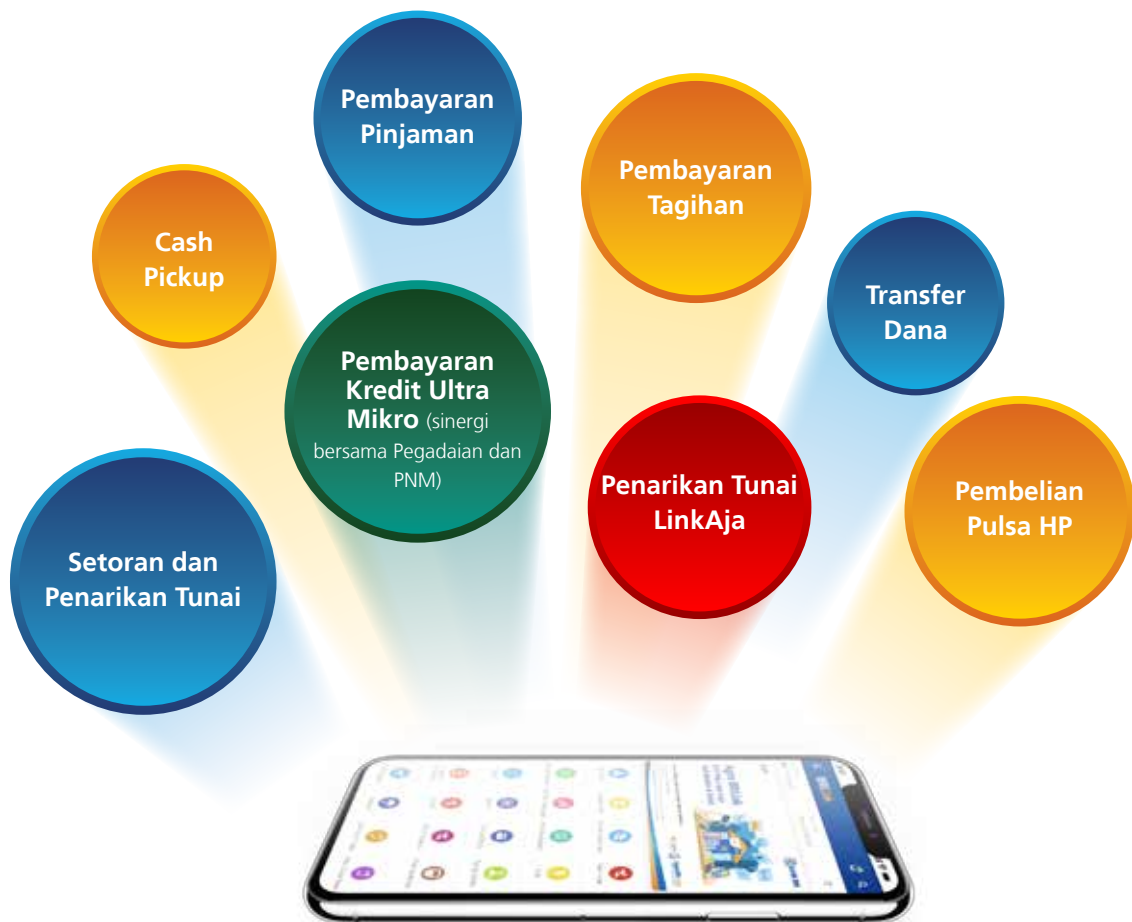 Pembayaran
Pinjaman
Pembayaran
Tagihan
Cash
Pickup
Transfer
Dana
Pembayaran
Kredit Ultra
Mikro (sinergi
bersama Pegadaian dan
PNM)
Penarikan Tunai
LinkAja
Pembelian
Pulsa HP
Setoran dan
Penarikan Tunai